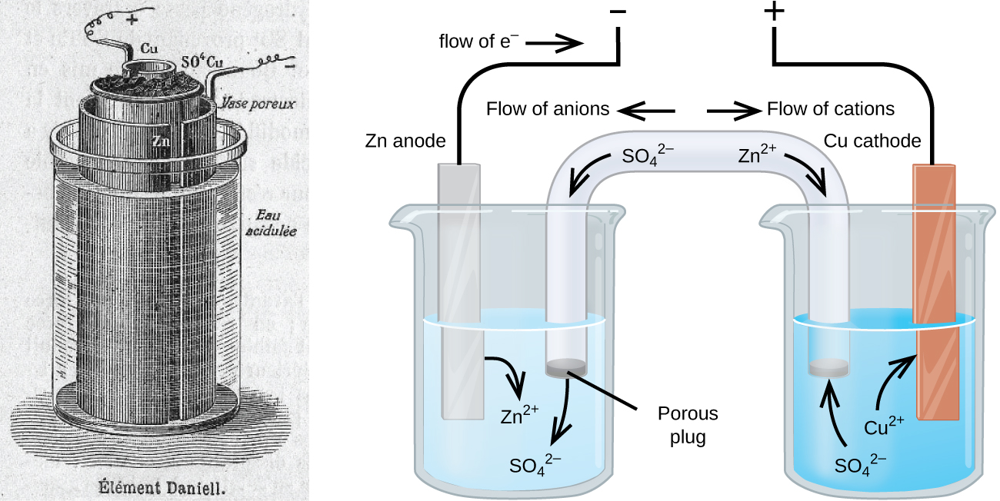 +
Cu
SO⁴Cu
−
Vase poreux
Zn
Eau
acidulée
Élément Daniell.
− +
flow of e⁻
Flow of anions Flow of cations
Zn anode Cu cathode
SO₄²⁻ Zn²⁺
Zn²⁺
SO₄²⁻
Porous
plug
Cu²⁺
SO₄²⁻